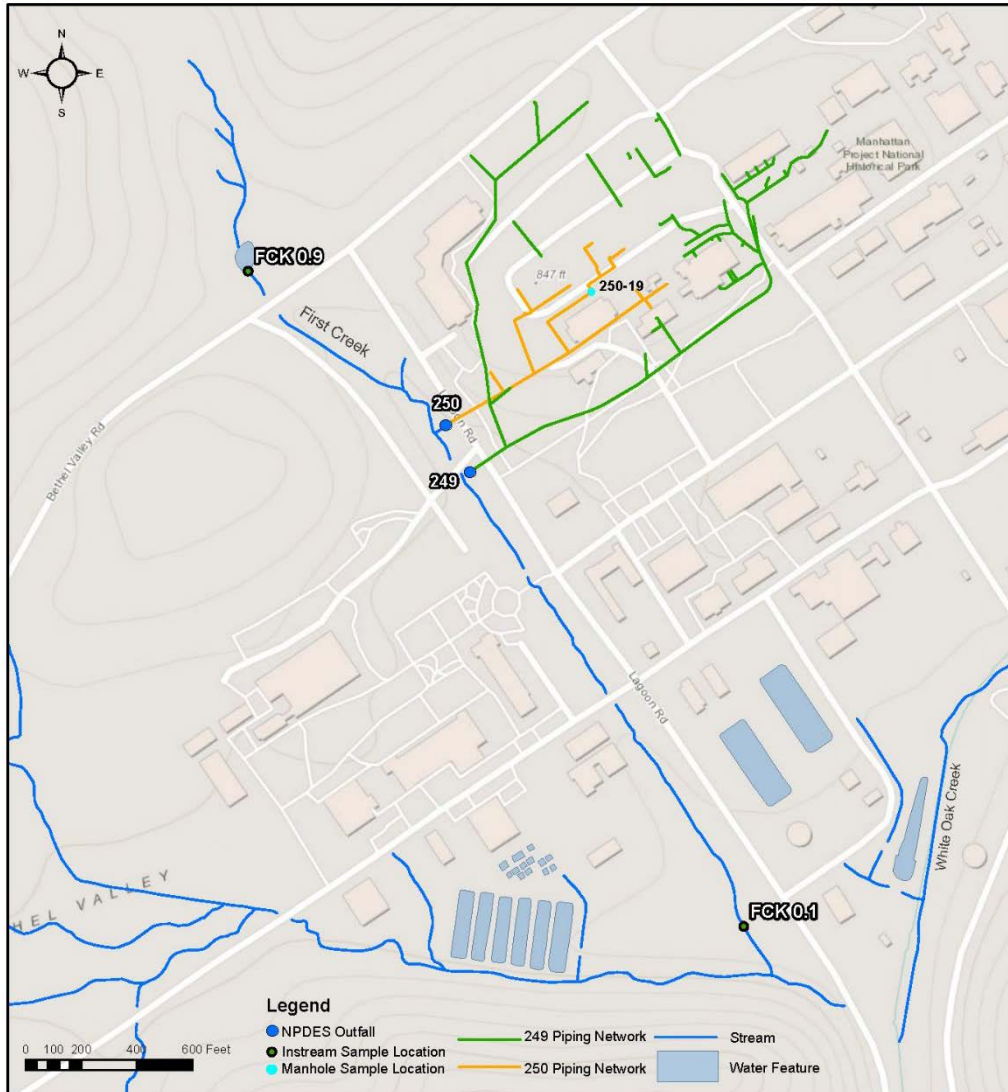 N
W E
S
Manhattan
Project National
Historical Park
FCK 0.9
847 ft
250-19
First Creek
250
Lagoon Rd
249
Bethel Valley Rd
Lagoon Rd
White Oak Creek
HEL VALLEY
FCK 0.1
Legend
NPDES Outfall
Instream Sample Location
Manhole Sample Location
249 Piping Network
250 Piping Network
Stream
Water Feature
0 100 200 400 600 Feet